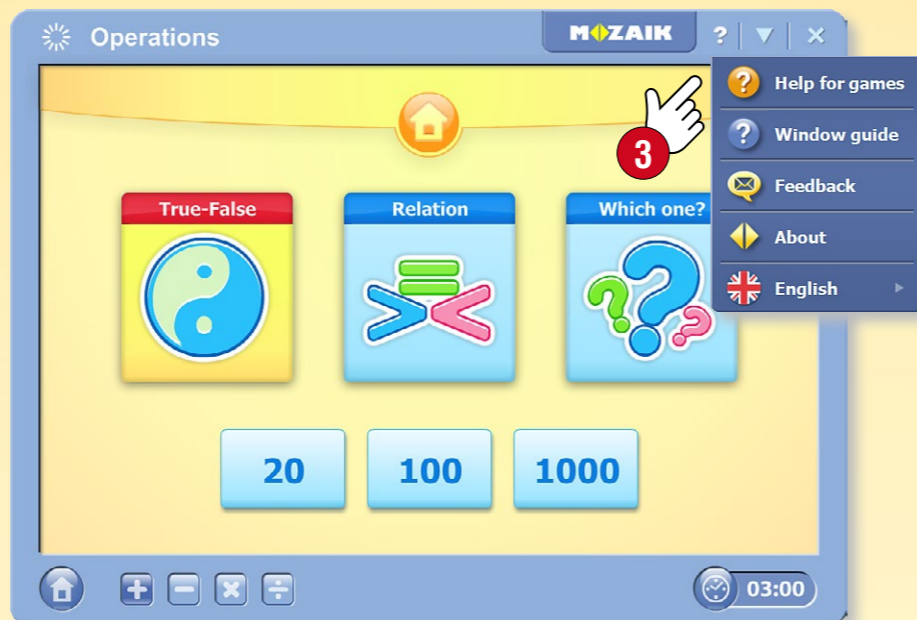 Operations
MOZAIK
?
Help for games
Window guide
Feedback
About
English
3
True-False
Relation
Which one?
20
100
1000
03:00